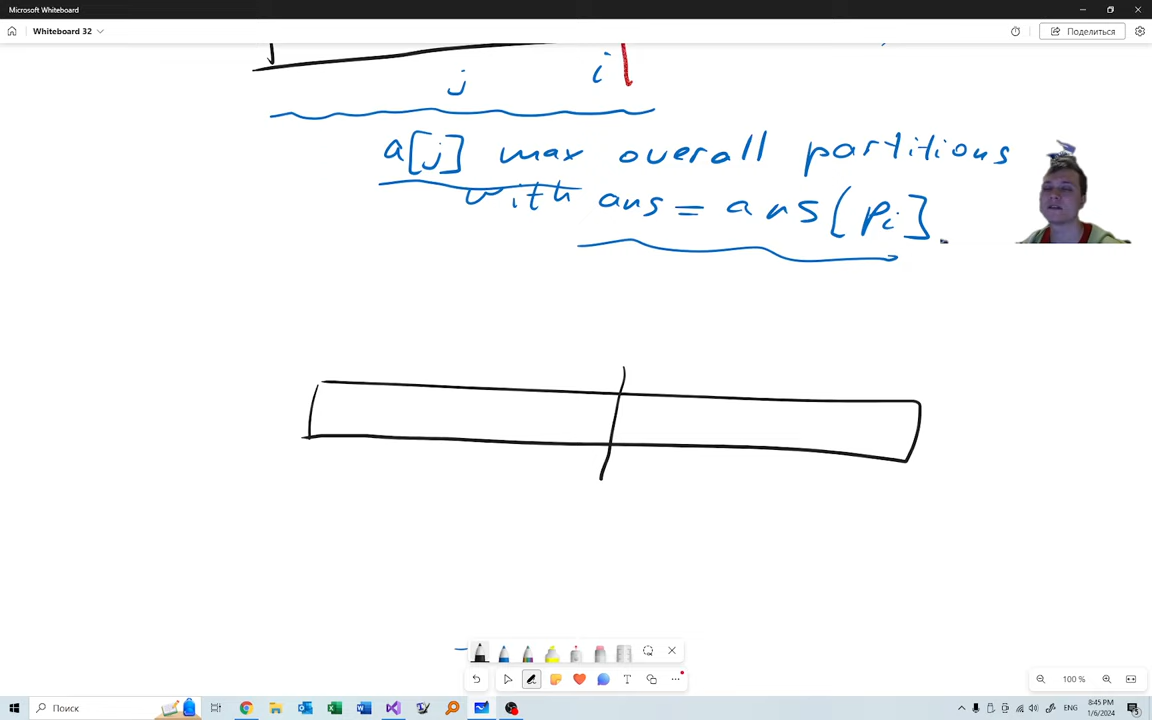 Microsoft Whiteboard
Whiteboard 32
Поделиться
j
i
a[j] max overall partitions
with ans = ans[pi].
100 %
Поиск
ENG
8:45 PM
1/6/2024